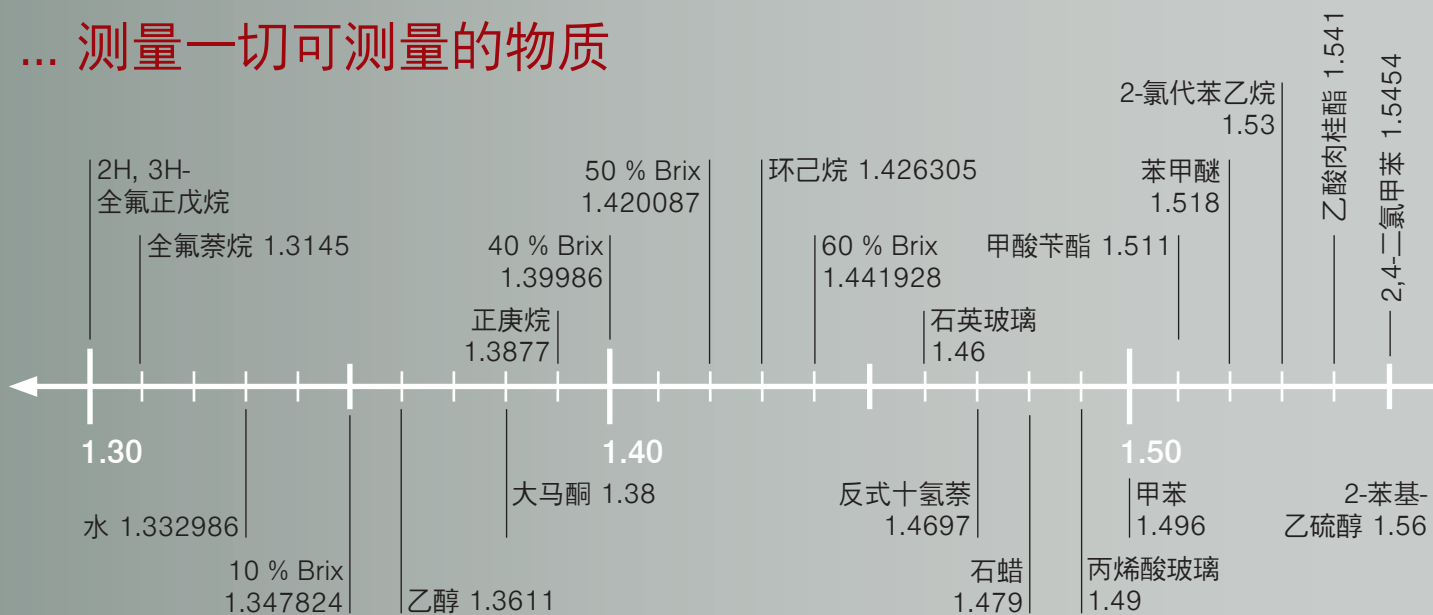 ... 测量一切可测量的物质
2H, 3H-
全氟正戊烷
全氟萘烷 1.3145
正庚烷
1.3877
40 % Brix
1.39986
50 % Brix
1.420087
环己烷 1.426305
60 % Brix
1.441928
石英玻璃
1.46
甲酸苄酯 1.511
苯甲醚
1.518
2-氯代苯乙烷
1.53
乙酸肉桂酯 1.541
2,4-二氯甲苯 1.5454
1.30
1.40
1.50
水 1.332986
10 % Brix
1.347824
乙醇 1.3611
大马酮 1.38
反式十氢萘
1.4697
石蜡
1.479
丙烯酸玻璃
1.49
甲苯
1.496
2-苯基-
乙硫醇 1.56